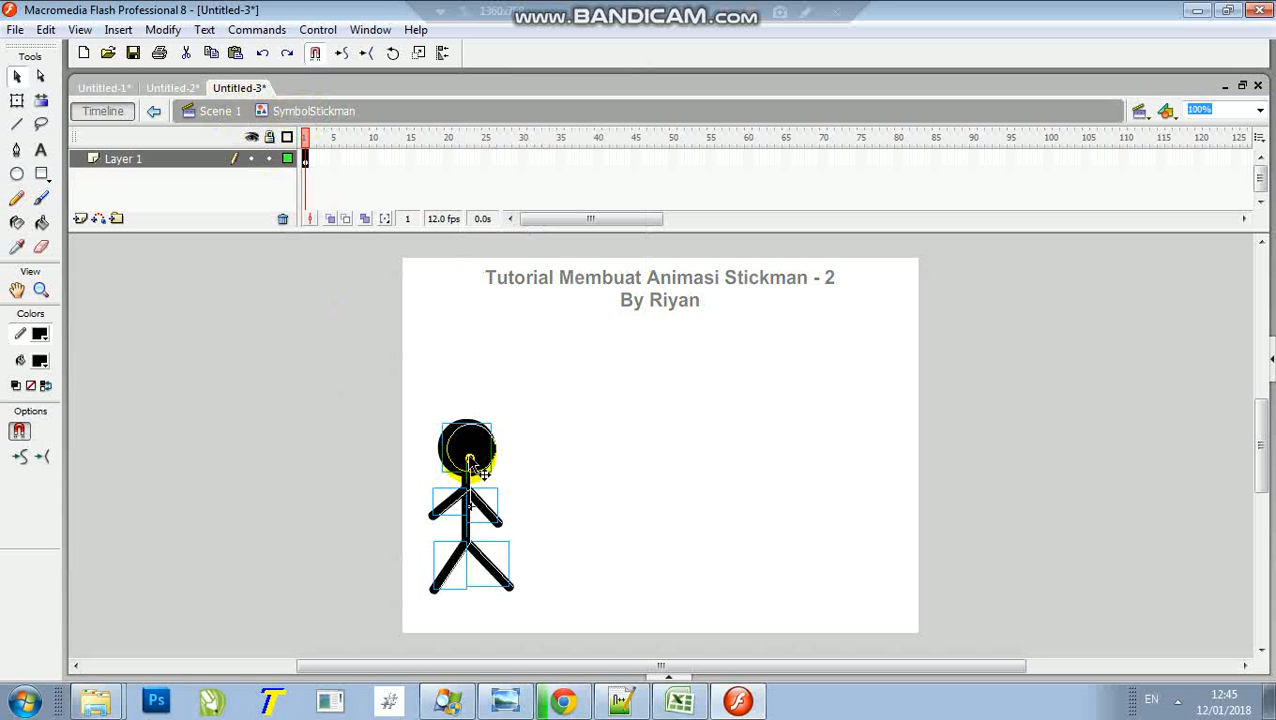 Macromedia Flash Professional 8 - [Untitled-3*]
1360x768
www.BANDICAM.com
File Edit View Insert Modify Text Commands Control Window Help
Tools
Untitled-1* Untitled-2* Untitled-3*
Timeline Scene 1 SymbolStickman 100%
1 5 10 15 20 25 30 35 40 45 50 55 60 65 70 75 80 85 90 95 100 105 110 115 120 125
Layer 1
1 12.0 fps 0.0s
View
Colors
Options
Tutorial Membuat Animasi Stickman - 2
By Riyan
Ps
EN
12:45
12/01/2018